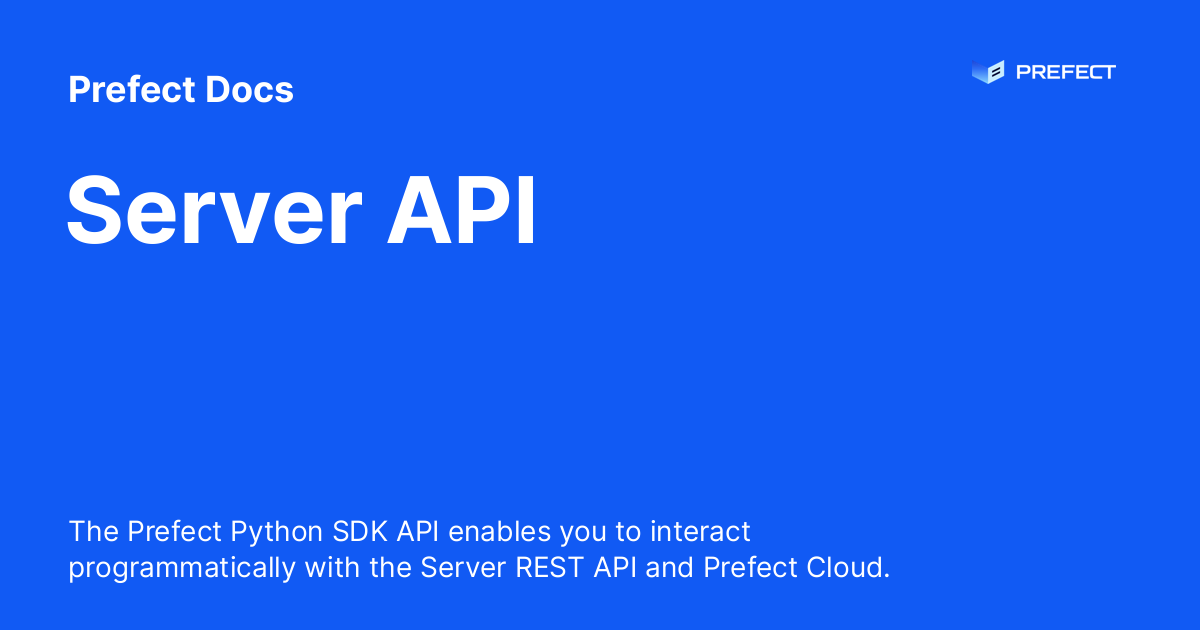 Prefect Docs
PREFECT
Server API
The Prefect Python SDK API enables you to interact
programmatically with the Server REST API and Prefect Cloud.